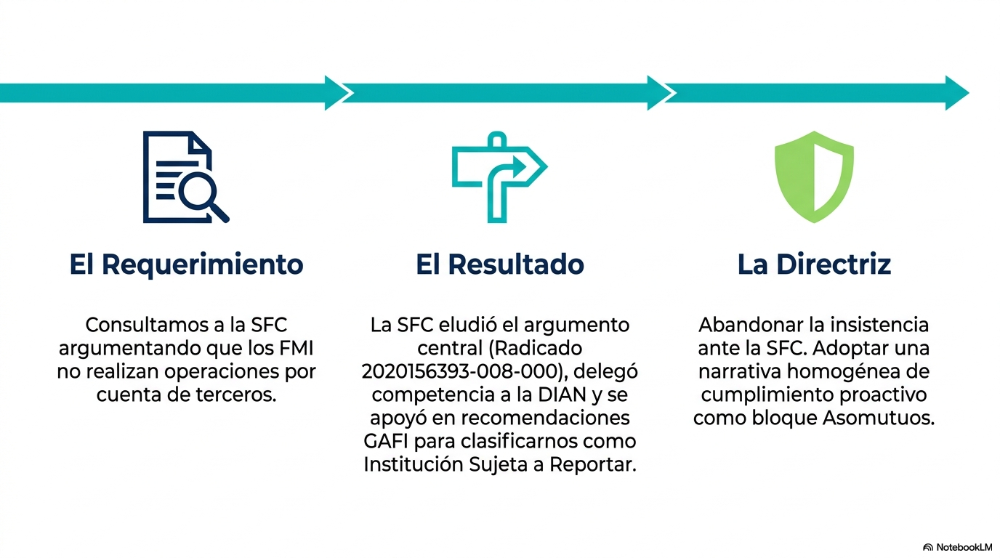 El Requerimiento
Consultamos a la SFC
argumentando que los FMI
no realizan operaciones por
cuenta de terceros.
El Resultado
La SFC eludió el argumento
central (Radicado
2020156393-008-000), delegó
competencia a la DIAN y se
apoyó en recomendaciones
GAFI para clasificarnos como
Institución Sujeta a Reportar.
La Directriz
Abandonar la insistencia
ante la SFC. Adoptar una
narrativa homogénea de
cumplimiento proactivo
como bloque Asomutuos.
NotebookLM